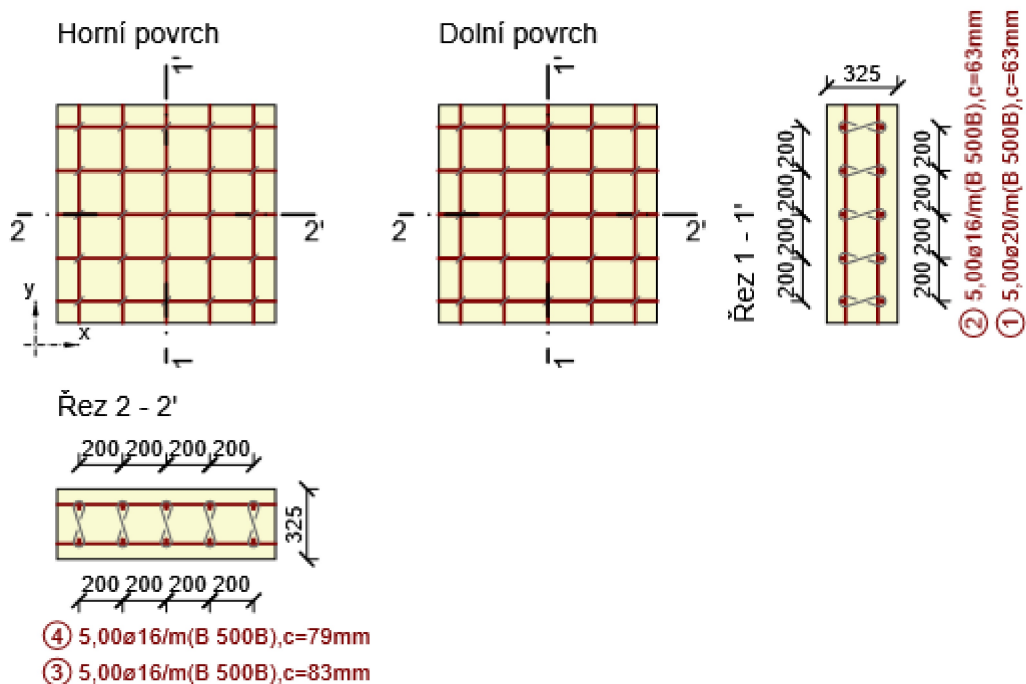 Horní povrch
1'
2
2'
y
x
1
Dolní povrch
1'
2
2'
1
325
200
200
200
200
200
200
200
200
Řez 1 - 1'
② 5,00ø16/m(B 500B),c=63mm
① 5,00ø20/m(B 500B),c=63mm
Řez 2 - 2'
200 200 200 200
325
200 200 200 200
④ 5,00ø16/m(B 500B),c=79mm
③ 5,00ø16/m(B 500B),c=83mm